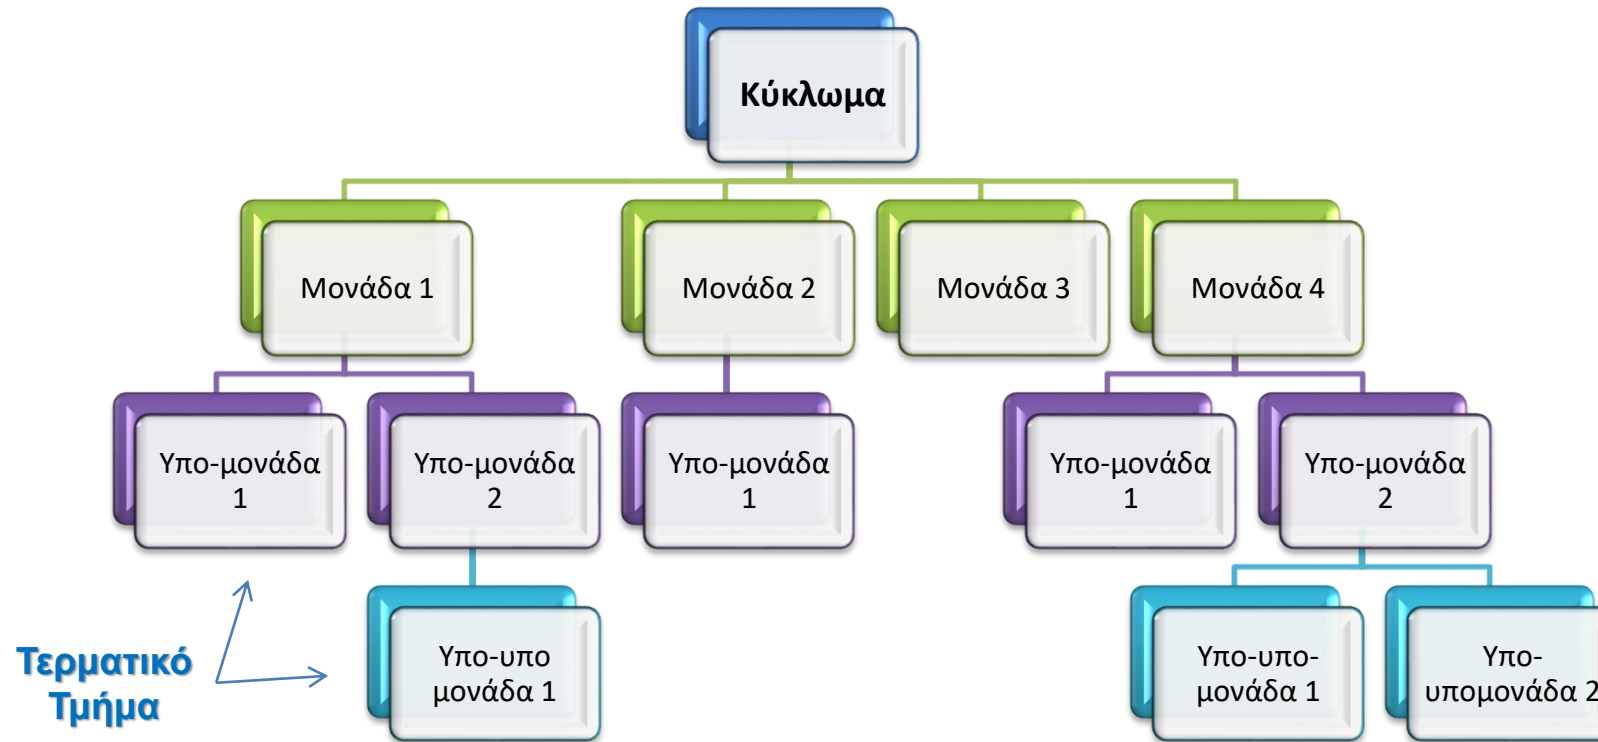 Κύκλωμα
Μονάδα 1
Μονάδα 2
Μονάδα 3
Μονάδα 4
Υπο-μονάδα
1
Υπο-μονάδα
2
Υπο-μονάδα
1
Υπο-μονάδα
1
Υπο-μονάδα
2
Τερματικό
Τμήμα
Υπο-υπο
μονάδα 1
Υπο-υπο-
μονάδα 1
Υπο-
υπομονάδα 2